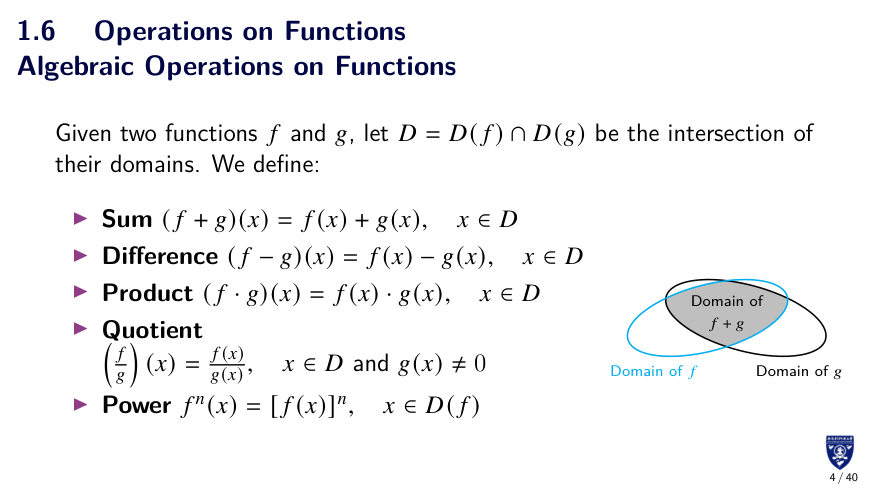 1.6 Operations on Functions
Algebraic Operations on Functions
Given two functions f and g, let D = D(f) ∩ D(g) be the intersection of
their domains. We define:
▶ Sum (f + g)(x) = f(x) + g(x), x ∈ D
▶ Difference (f − g)(x) = f(x) − g(x), x ∈ D
▶ Product (f · g)(x) = f(x) · g(x), x ∈ D
▶ Quotient
(f/g)(x) = f(x)/g(x), x ∈ D and g(x) ≠ 0
▶ Power fⁿ(x) = [f(x)]ⁿ, x ∈ D(f)
Domain of
f + g
Domain of f
Domain of g
4 / 40